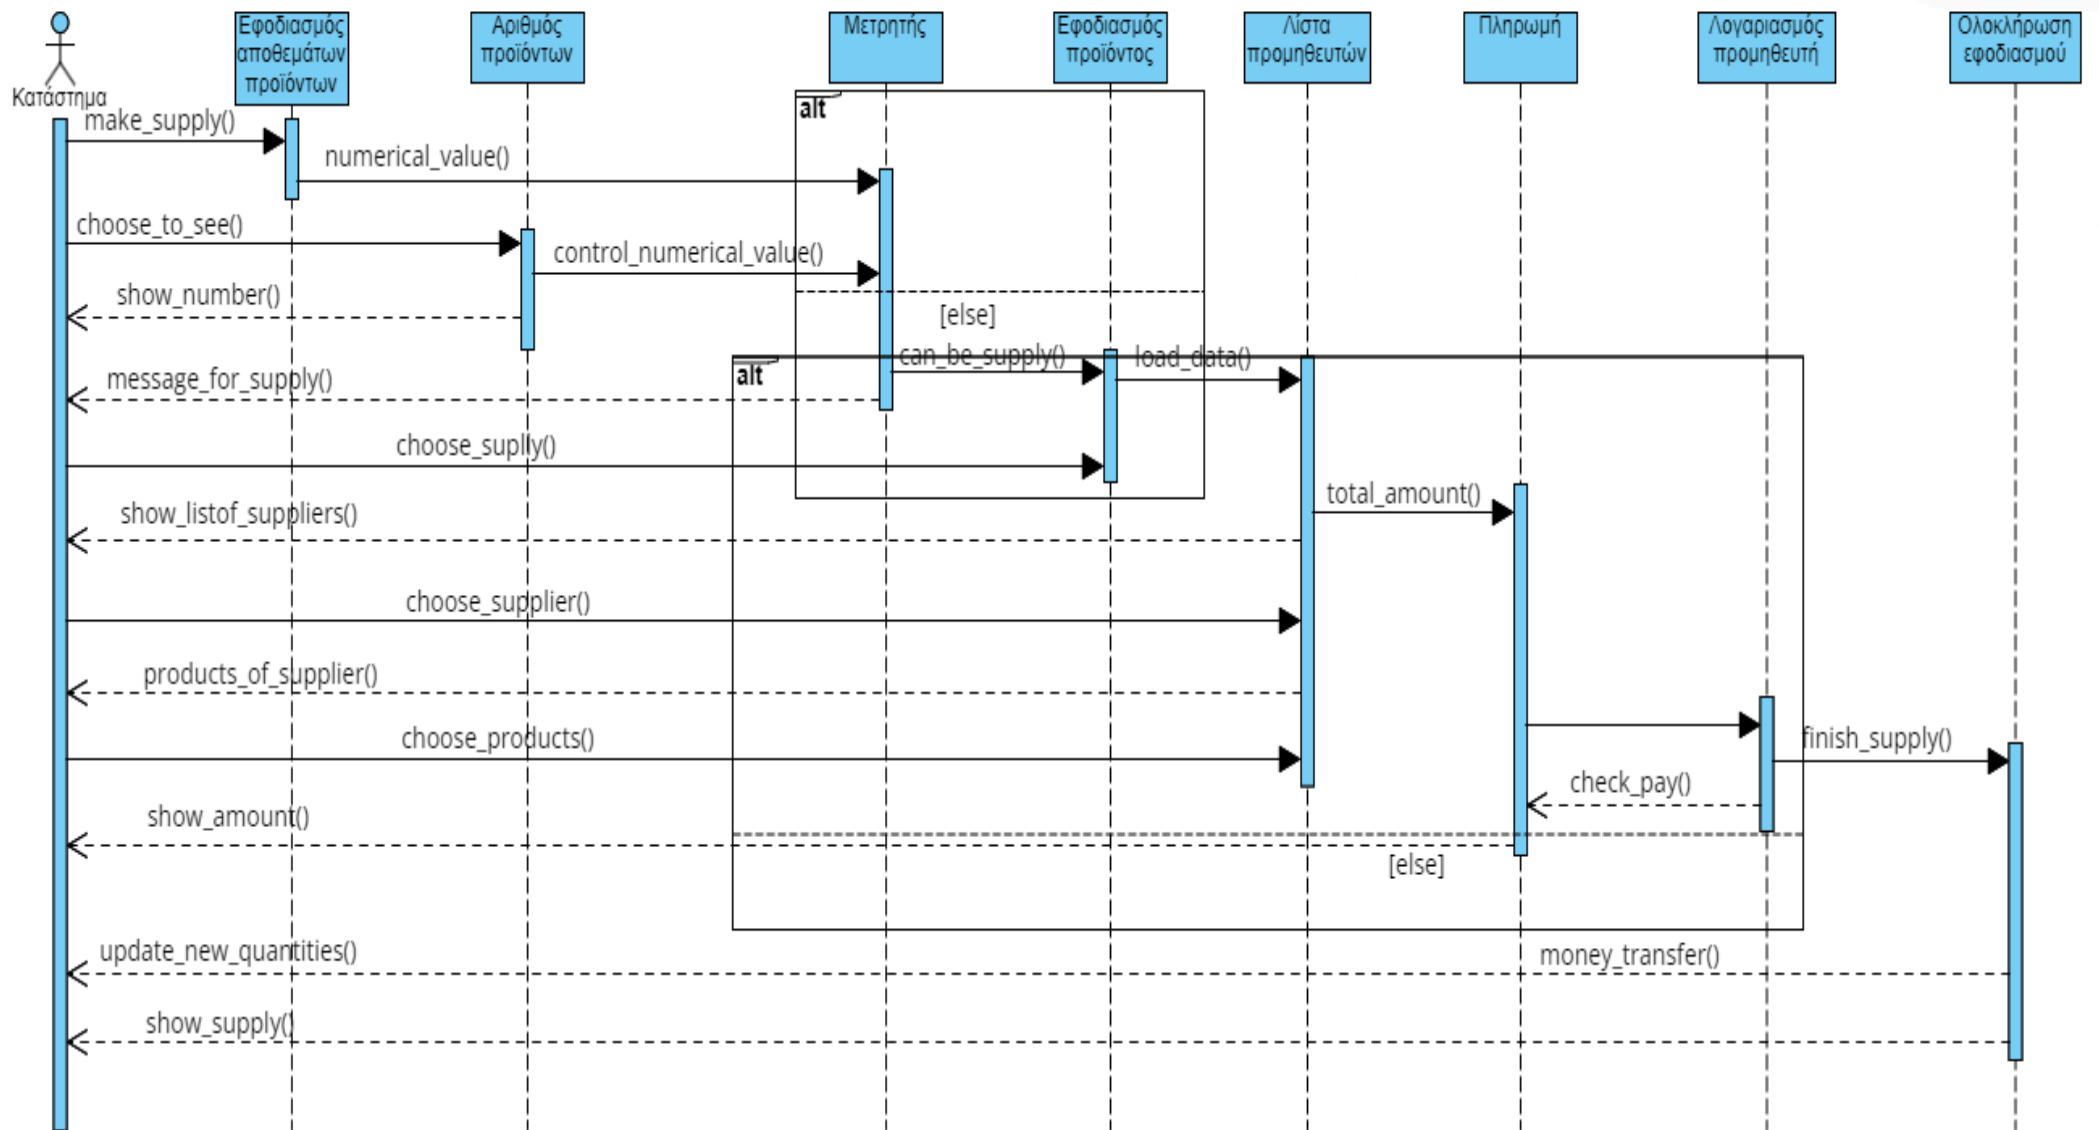 Κατάστημα
Εφοδιασμός
αποθεμάτων
προϊόντων
Αριθμός
προϊόντων
Μετρητής
Εφοδιασμός
προϊόντος
Λίστα
προμηθευτών
Πληρωμή
Λογαριασμός
προμηθευτή
Ολοκλήρωση
εφοδιασμού
alt
make_supply()
numerical_value()
choose_to_see()
control_numerical_value()
show_number()
[else]
can_be_supply()
load_data()
alt
message_for_supply()
choose_suplly()
total_amount()
show_listof_suppliers()
choose_supplier()
products_of_supplier()
choose_products()
finish_supply()
check_pay()
show_amount()
[else]
update_new_quantities()
money_transfer()
show_supply()